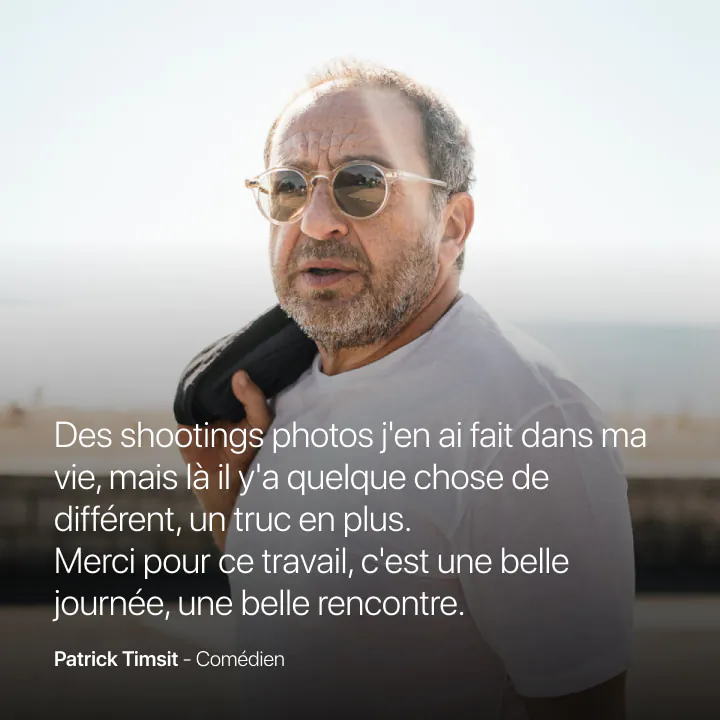 Des shootings photos j'en ai fait dans ma
vie, mais là il y'a quelque chose de
différent, un truc en plus.
Merci pour ce travail, c'est une belle
journée, une belle rencontre.
Patrick Timsit - Comédien